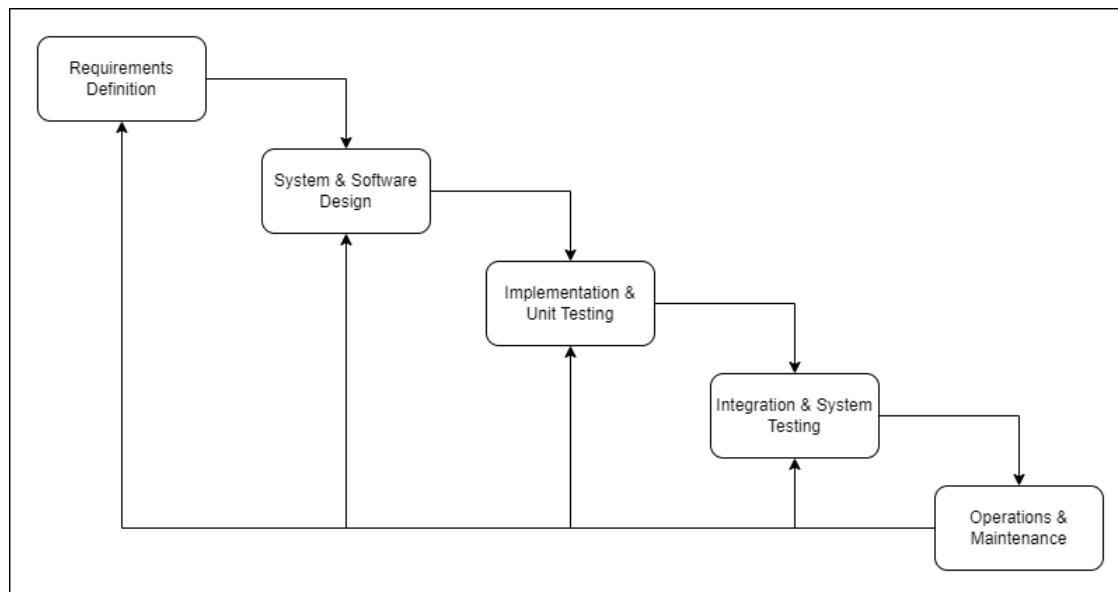 Requirements
Definition
System & Software
Design
Implementation &
Unit Testing
Integration & System
Testing
Operations &
Maintenance